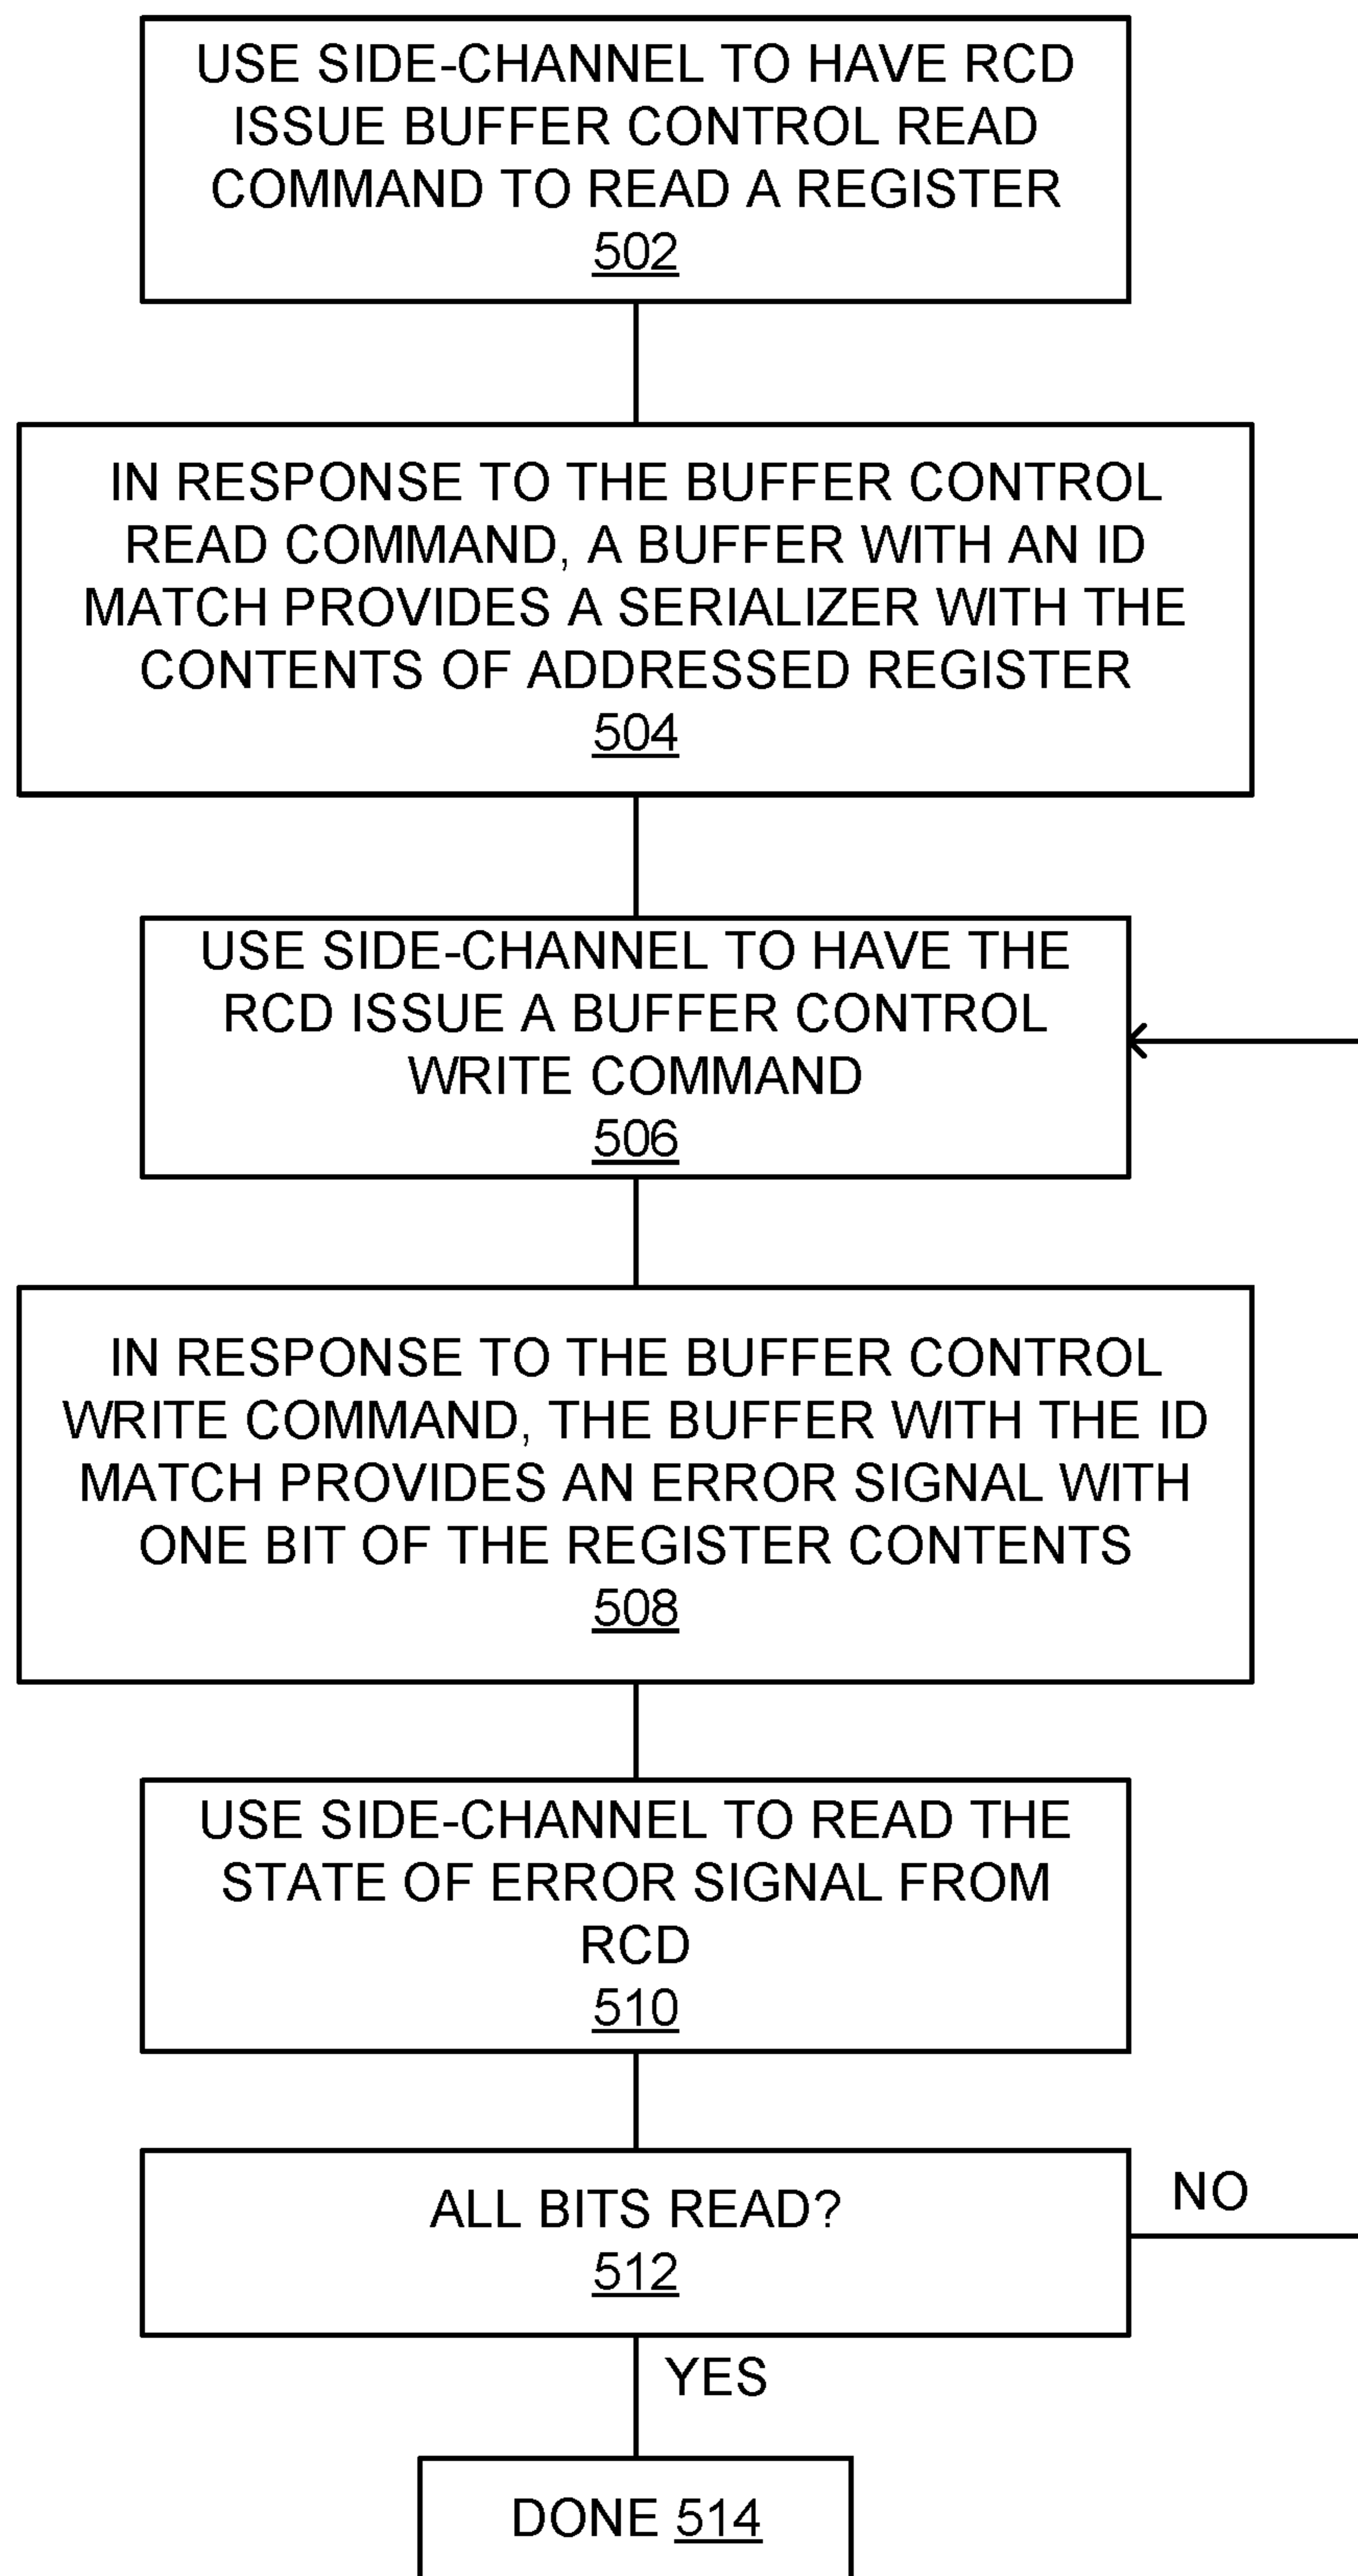 USE SIDE-CHANNEL TO HAVE RCD
ISSUE BUFFER CONTROL READ
COMMAND TO READ A REGISTER
502
IN RESPONSE TO THE BUFFER CONTROL
READ COMMAND, A BUFFER WITH AN ID
MATCH PROVIDES A SERIALIZER WITH THE
CONTENTS OF ADDRESSED REGISTER
504
USE SIDE-CHANNEL TO HAVE THE
RCD ISSUE A BUFFER CONTROL
WRITE COMMAND
506
IN RESPONSE TO THE BUFFER CONTROL
WRITE COMMAND, THE BUFFER WITH THE ID
MATCH PROVIDES AN ERROR SIGNAL WITH
ONE BIT OF THE REGISTER CONTENTS
508
USE SIDE-CHANNEL TO READ THE
STATE OF ERROR SIGNAL FROM
RCD
510
ALL BITS READ?
512
NO
YES
DONE 514